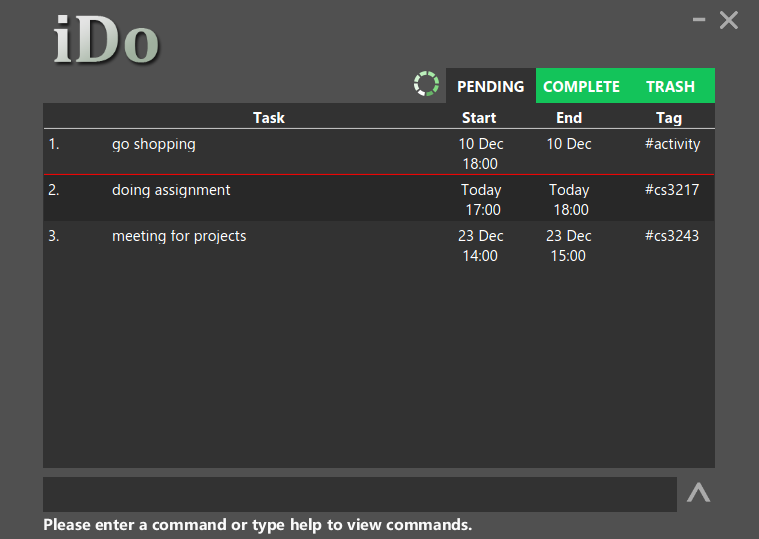 iDo
PENDING COMPLETE TRASH
Task Start End Tag
1. go shopping 10 Dec 10 Dec #activity
18:00
2. doing assignment Today Today #cs3217
17:00 18:00
3. meeting for projects 23 Dec 23 Dec #cs3243
14:00 15:00
Please enter a command or type help to view commands.